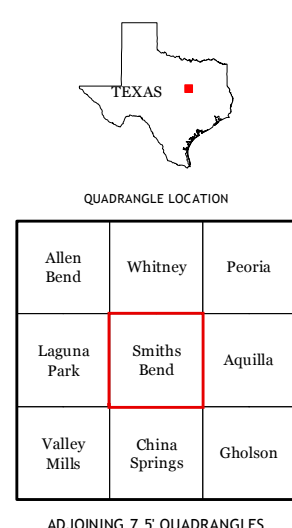 TEXAS
QUADRANGLE LOCATION
Allen
Bend
Whitney
Peoria
Laguna
Park
Smiths
Bend
Aquilla
Valley
Mills
China
Springs
Gholson
ADJOINING 7.5' QUADRANGLES